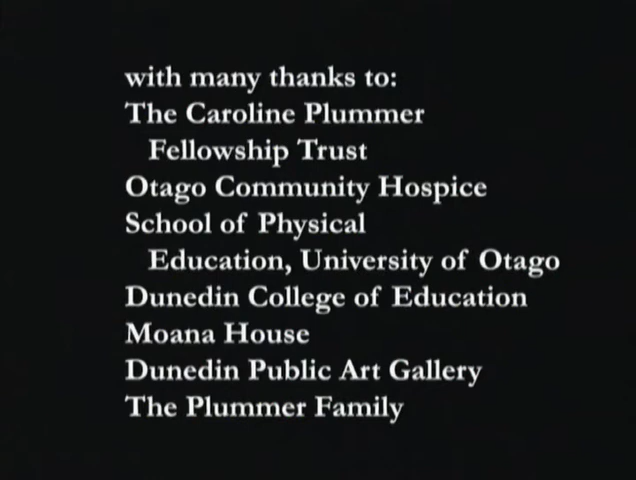 with many thanks to:
The Caroline Plummer
Fellowship Trust
Otago Community Hospice
School of Physical
Education, University of Otago
Dunedin College of Education
Moana House
Dunedin Public Art Gallery
The Plummer Family